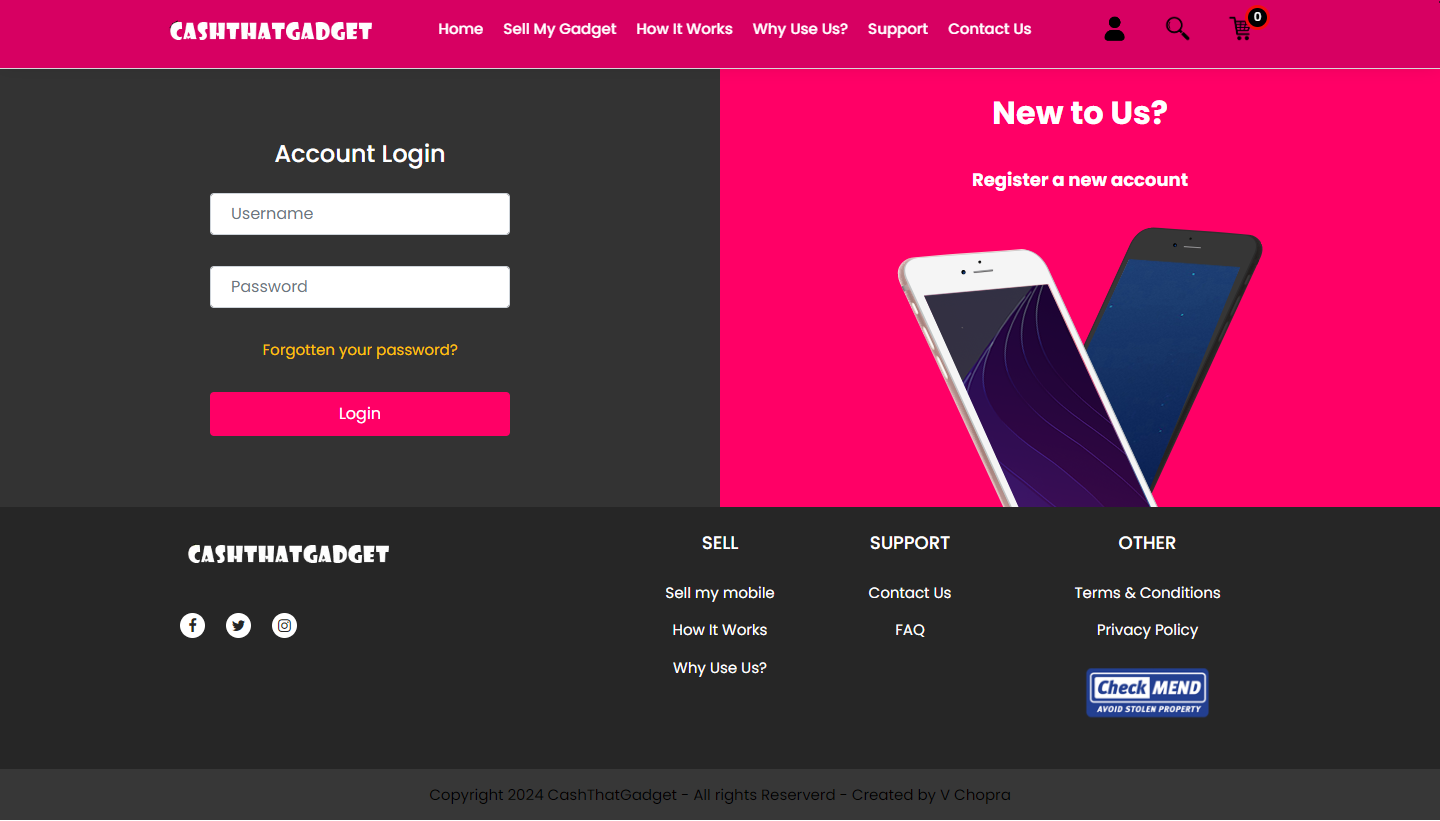 CASHTHATGADGET Home Sell My Gadget How It Works Why Use Us? Support Contact Us 0
Account Login
Username
Password
Forgotten your password?
Login
New to Us?
Register a new account
CASHTHATGADGET
SELL
Sell my mobile
How It Works
Why Use Us?
SUPPORT
Contact Us
FAQ
OTHER
Terms & Conditions
Privacy Policy
Check MEND
AVOID STOLEN PROPERTY
Copyright 2024 CashThatGadget - All rights Reserverd - Created by V Chopra